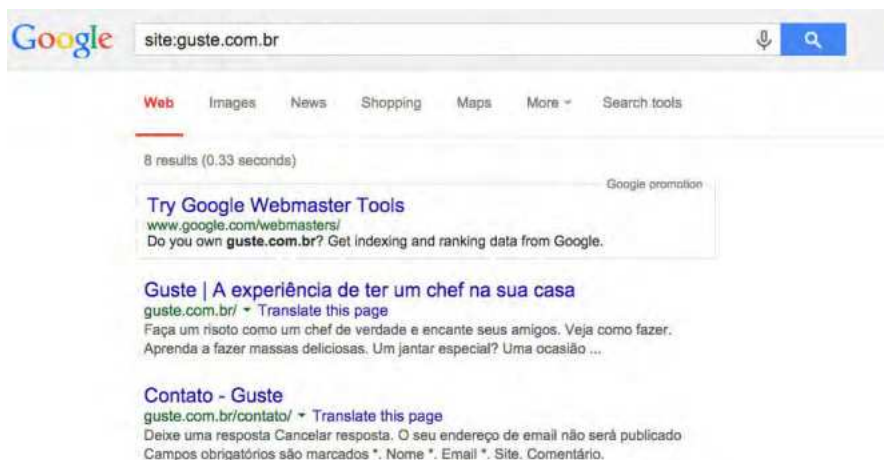 Google site:guste.com.br
Web Images News Shopping Maps More Search tools
8 results (0.33 seconds)
Google promotion
Try Google Webmaster Tools
www.google.com/webmasters/
Do you own guste.com.br? Get indexing and ranking data from Google.
Guste | A experiência de ter um chef na sua casa
guste.com.br/ Translate this page
Faça um risoto como um chef de verdade e encante seus amigos. Veja como fazer.
Aprenda a fazer massas deliciosas. Um jantar especial? Uma ocasião ...
Contato - Guste
guste.com.br/contato/ Translate this page
Deixe uma resposta Cancelar resposta. O seu endereço de email não será publicado
Campos obrigatórios são marcados *. Nome *. Email *. Site. Comentário.